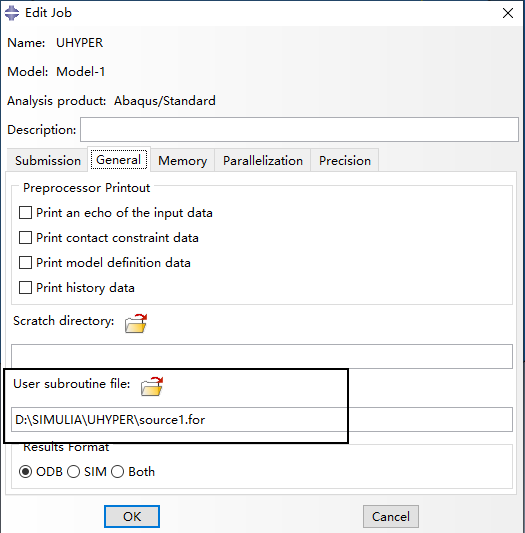 Edit Job
Name: UHYPER
Model: Model-1
Analysis product: Abaqus/Standard
Description:
Submission General Memory Parallelization Precision
Preprocessor Printout
Print an echo of the input data
Print contact constraint data
Print model definition data
Print history data
Scratch directory:
User subroutine file:
D:\SIMULIA\UHYPER\source1.for
Results Format
ODB SIM Both
OK Cancel